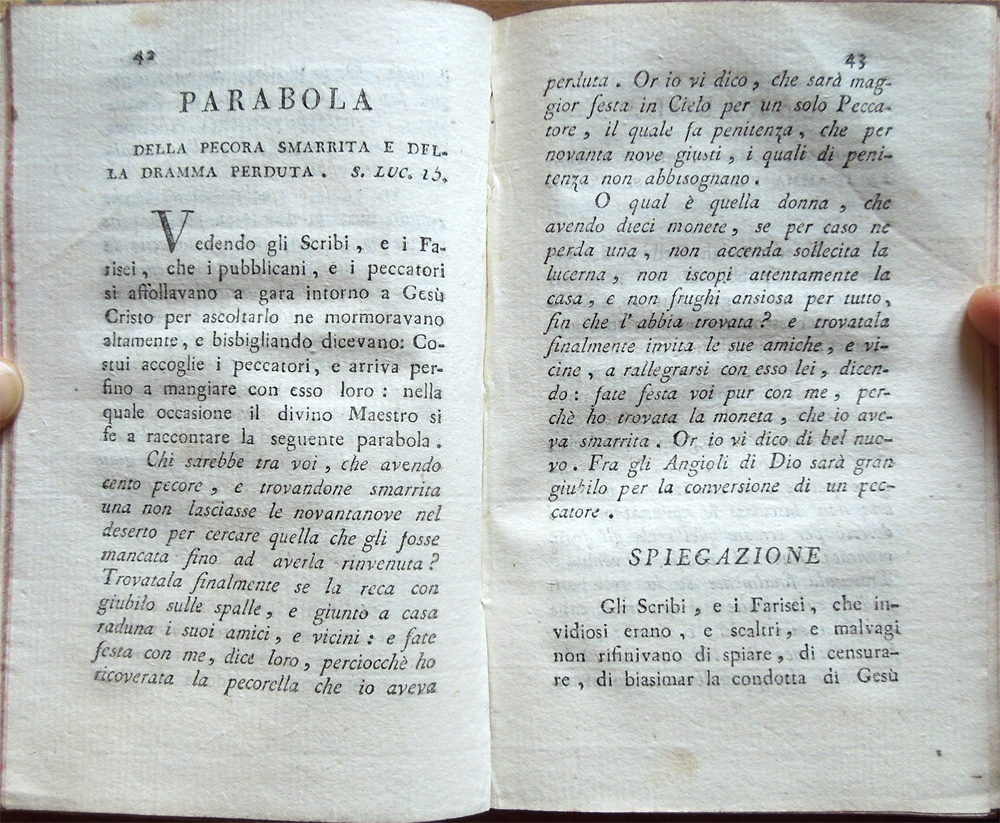 42
PARABOLA
DELLA PECORA SMARRITA E DEL-
LA DRAMMA PERDUTA . S. LUC. 15.
Vedendo gli Scribi , e i Fa-
risei , che i pubblicani , e i peccatori
si affollavano a gara intorno a Gesù
Cristo per ascoltarlo ne mormoravano
altamente , e bisbigliando dicevano: Co-
stui accoglie i peccatori , e arriva per-
fino a mangiare con esso loro : nella
quale occasione il divino Maestro si
fe a raccontare la seguente parabola .
Chi sarebbe tra voi , che avendo
cento pecore , e trovandone smarrita
una non lasciasse le novantanove nel
deserto per cercare quella che gli fosse
mancata fino ad averla rinvenuta ?
Trovatala finalmente se la reca con
giubilo sulle spalle , e giunto a casa
raduna i suoi amici , e vicini : e fate
festa con me , dice loro , perciocchè ho
ricoverata la pecorella che io aveva
43
perduta . Or io vi dico , che sarà mag-
gior festa in Cielo per un solo Pecca-
tore , il quale fa penitenza , che per
novanta nove giusti , i quali di peni-
tenza non abbisognano .
O qual è quella donna , che
avendo dieci monete , se per caso ne
perda una , non accenda sollecita la
lucerna , non iscopi attentamente la
casa , e non frughi ansiosa per tutto ,
fin che l' abbia trovata ? e trovatala
finalmente invita le sue amiche , e vi-
cine , a rallegrarsi con esso lei , dicen-
do : fate festa voi pur con me , per-
chè ho trovata la moneta , che io ave-
va smarrita . Or io vi dico di bel nuo-
vo . Fra gli Angioli di Dio sarà gran
giubilo per la conversione di un pec-
catore .
SPIEGAZIONE
Gli Scribi , e i Farisei , che in-
vidiosi erano , e scaltri , e malvagi
non rifinivano di spiare , di censura-
re , di biasimar la condotta di Gesù